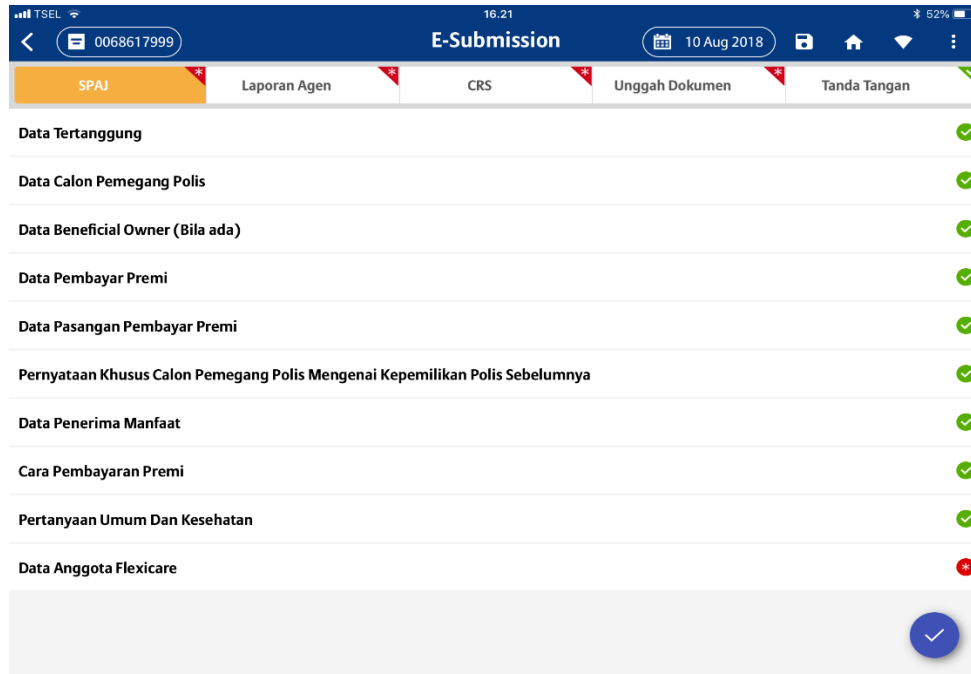 TSEL 16.21 52%
0068617999 E-Submission 10 Aug 2018
SPAJ * Laporan Agen * CRS * Unggah Dokumen * Tanda Tangan
Data Tertanggung
Data Calon Pemegang Polis
Data Beneficial Owner (Bila ada)
Data Pembayar Premi
Data Pasangan Pembayar Premi
Pernyataan Khusus Calon Pemegang Polis Mengenai Kepemilikan Polis Sebelumnya
Data Penerima Manfaat
Cara Pembayaran Premi
Pertanyaan Umum Dan Kesehatan
Data Anggota Flexicare *